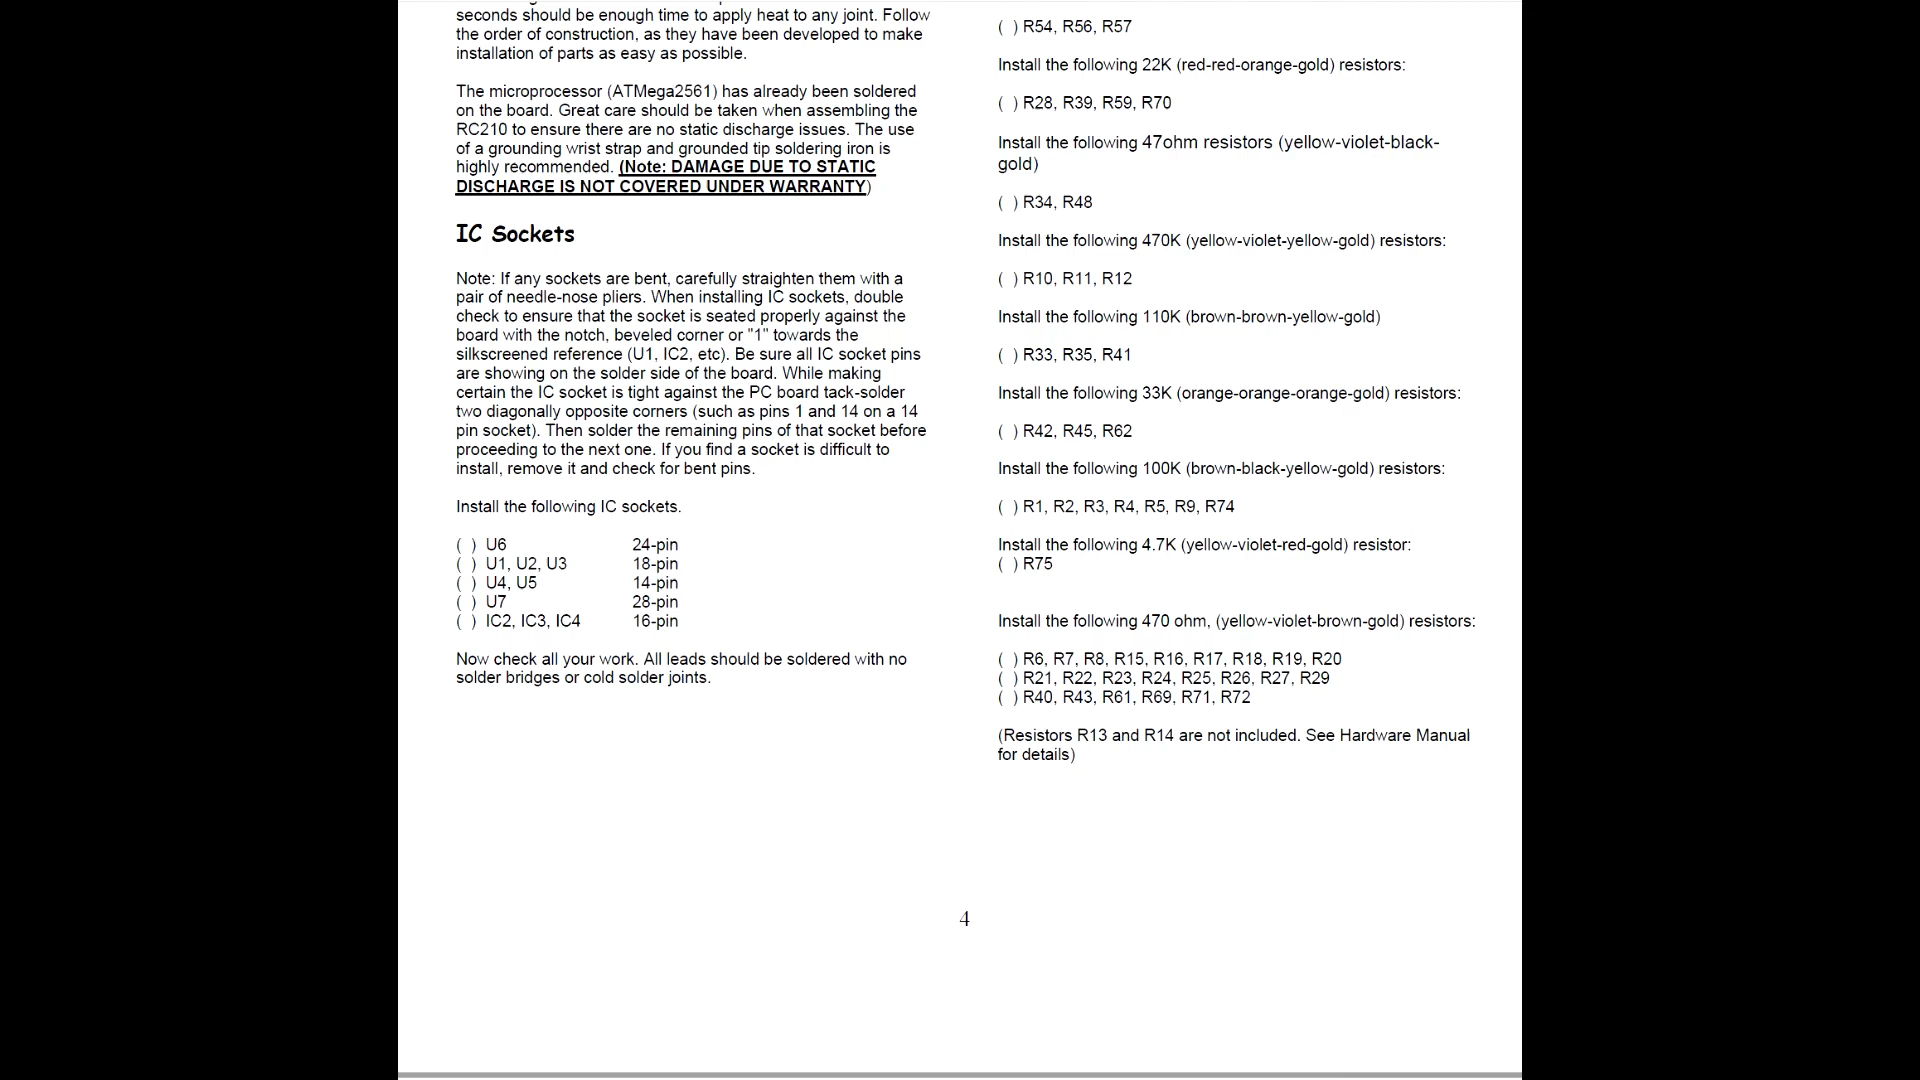 seconds should be enough time to apply heat to any joint. Follow
the order of construction, as they have been developed to make
installation of parts as easy as possible.
The microprocessor (ATMega2561) has already been soldered
on the board. Great care should be taken when assembling the
RC210 to ensure there are no static discharge issues. The use
of a grounding wrist strap and grounded tip soldering iron is
highly recommended. (Note: DAMAGE DUE TO STATIC
DISCHARGE IS NOT COVERED UNDER WARRANTY)
IC Sockets
Note: If any sockets are bent, carefully straighten them with a
pair of needle-nose pliers. When installing IC sockets, double
check to ensure that the socket is seated properly against the
board with the notch, beveled corner or "1" towards the
silkscreened reference (U1, IC2, etc). Be sure all IC socket pins
are showing on the solder side of the board. While making
certain the IC socket is tight against the PC board tack-solder
two diagonally opposite corners (such as pins 1 and 14 on a 14
pin socket). Then solder the remaining pins of that socket before
proceeding to the next one. If you find a socket is difficult to
install, remove it and check for bent pins.
Install the following IC sockets.
( ) U6 24-pin
( ) U1, U2, U3 18-pin
( ) U4, U5 14-pin
( ) U7 28-pin
( ) IC2, IC3, IC4 16-pin
Now check all your work. All leads should be soldered with no
solder bridges or cold solder joints.
( ) R54, R56, R57
Install the following 22K (red-red-orange-gold) resistors:
( ) R28, R39, R59, R70
Install the following 47ohm resistors (yellow-violet-black-
gold)
( ) R34, R48
Install the following 470K (yellow-violet-yellow-gold) resistors:
( ) R10, R11, R12
Install the following 110K (brown-brown-yellow-gold)
( ) R33, R35, R41
Install the following 33K (orange-orange-orange-gold) resistors:
( ) R42, R45, R62
Install the following 100K (brown-black-yellow-gold) resistors:
( ) R1, R2, R3, R4, R5, R9, R74
Install the following 4.7K (yellow-violet-red-gold) resistor:
( ) R75
Install the following 470 ohm, (yellow-violet-brown-gold) resistors:
( ) R6, R7, R8, R15, R16, R17, R18, R19, R20
( ) R21, R22, R23, R24, R25, R26, R27, R29
( ) R40, R43, R61, R69, R71, R72
(Resistors R13 and R14 are not included. See Hardware Manual
for details)
4